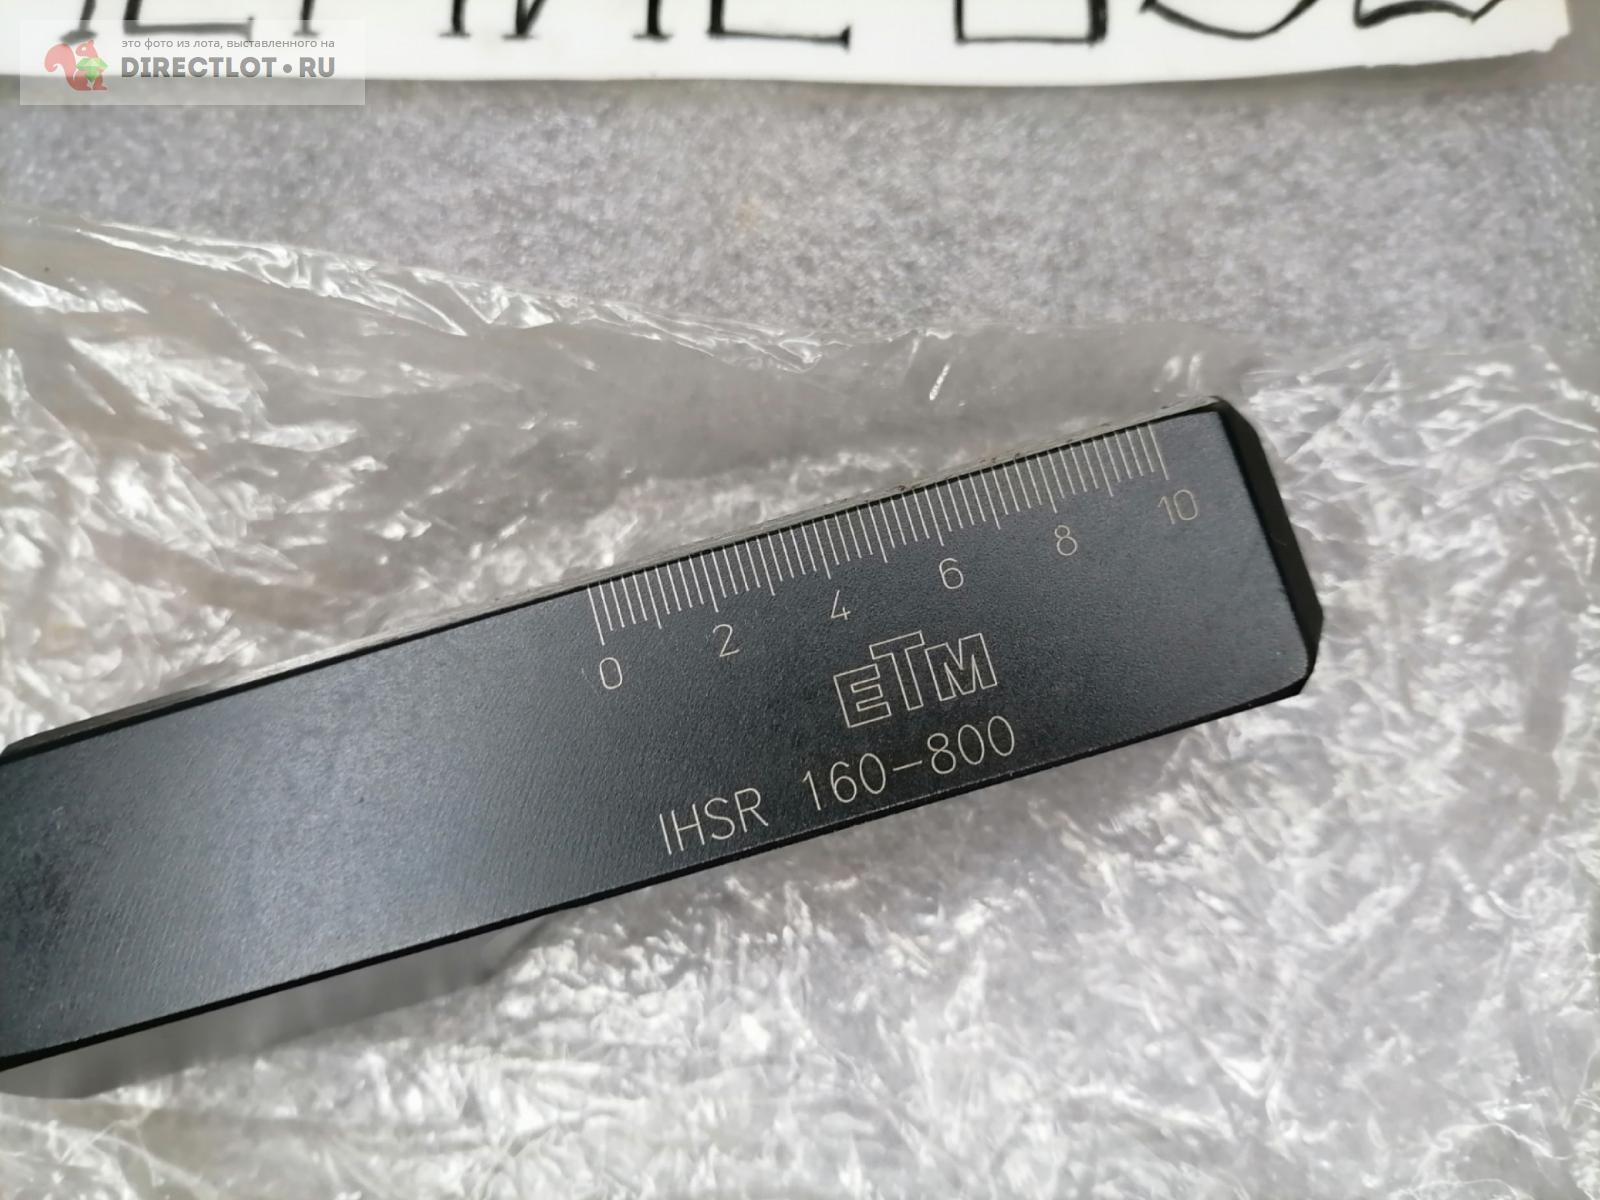 это фото из лота, выставленного на
DIRECTLOT.RU
0 2 4 6 8 10
ETM
IHSR 160-800